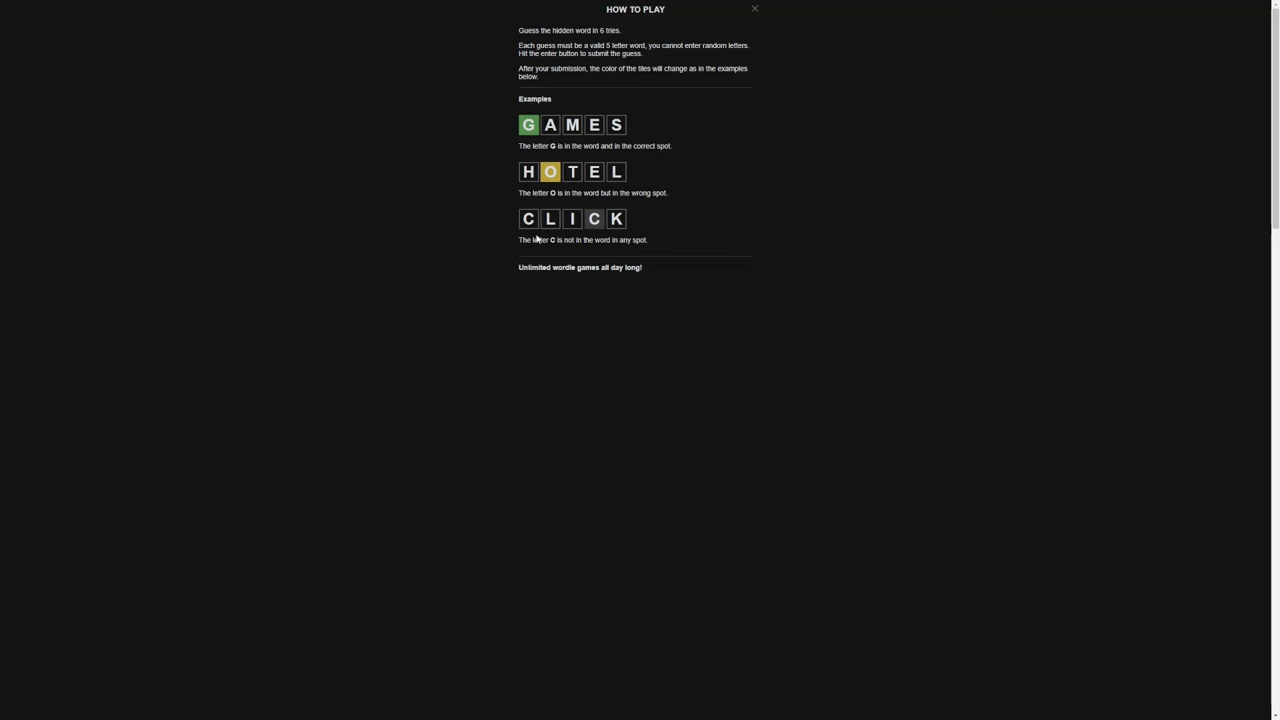 HOW TO PLAY
Guess the hidden word in 6 tries.
Each guess must be a valid 5 letter word, you cannot enter random letters.
Hit the enter button to submit the guess.
After your submission, the color of the tiles will change as in the examples
below.
Examples
GAMES
The letter G is in the word and in the correct spot.
HOTEL
The letter O is in the word but in the wrong spot.
CLICK
The letter C is not in the word in any spot.
Unlimited wordle games all day long!